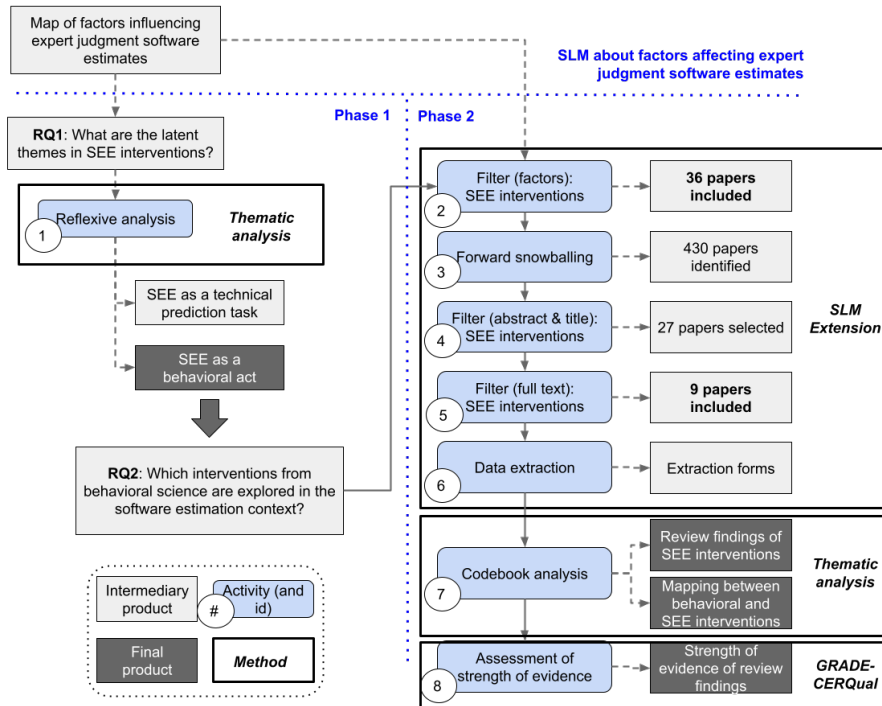 Map of factors influencing
expert judgment software
estimates
SLM about factors affecting expert
judgment software estimates
Phase 1
Phase 2
RQ1: What are the latent
themes in SEE interventions?
Reflexive analysis
1
Thematic
analysis
SEE as a technical
prediction task
SEE as a
behavioral act
RQ2: Which interventions from
behavioral science are explored in the
software estimation context?
Intermediary
product
#
Activity (and
id)
Final
product
Method
Filter (factors):
SEE interventions
2
36 papers
included
Forward snowballing
3
430 papers
identified
Filter (abstract & title):
SEE interventions
4
27 papers selected
SLM
Extension
Filter (full text):
SEE interventions
5
9 papers
included
Data extraction
6
Extraction forms
Codebook analysis
7
Review findings of
SEE interventions
Mapping between
behavioral and SEE
interventions
Thematic
analysis
Assessment of
strength of evidence
8
Strength of
evidence of review
findings
GRADE-
CERQual